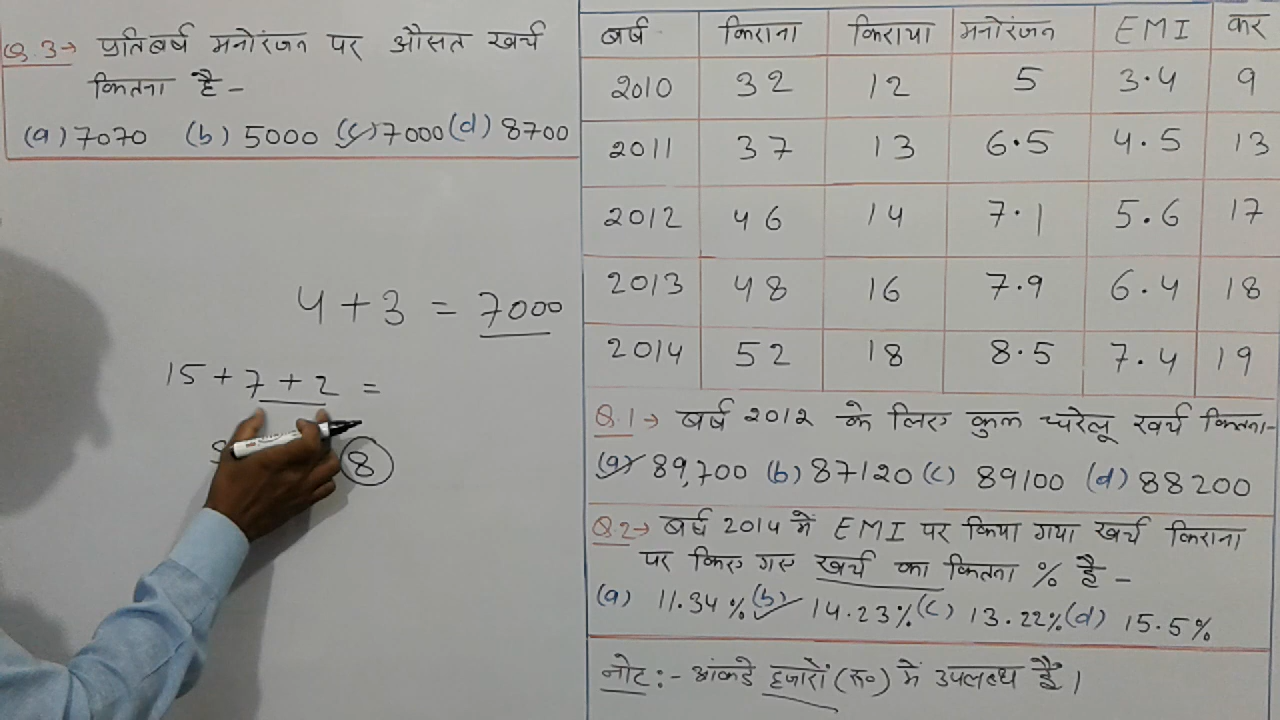 Q.3→ प्रतिवर्ष मनोरंजन पर औसत खर्च
कितना है -
(a) 7070 (b) 5000 (c) 7000 (d) 8700
4 + 3 = 7000
15 + 7 + 2 =
8
वर्ष किराना किराया मनोरंजन EMI कर
2010 32 12 5 3.4 9
2011 37 13 6.5 4.5 13
2012 46 14 7.1 5.6 17
2013 48 16 7.9 6.4 18
2014 52 18 8.5 7.4 19
Q.1→ वर्ष 2012 के लिए कुल घरेलू खर्च कितना-
(a) 89,700 (b) 87120 (c) 89100 (d) 88200
Q.2→ वर्ष 2014 में EMI पर किया गया खर्च किराना
पर किए गए खर्च का कितना % है -
(a) 11.34% (b) 14.23% (c) 13.22% (d) 15.5%
नोट :- आंकडे हजारों (रु०) में उपलब्ध हैं।